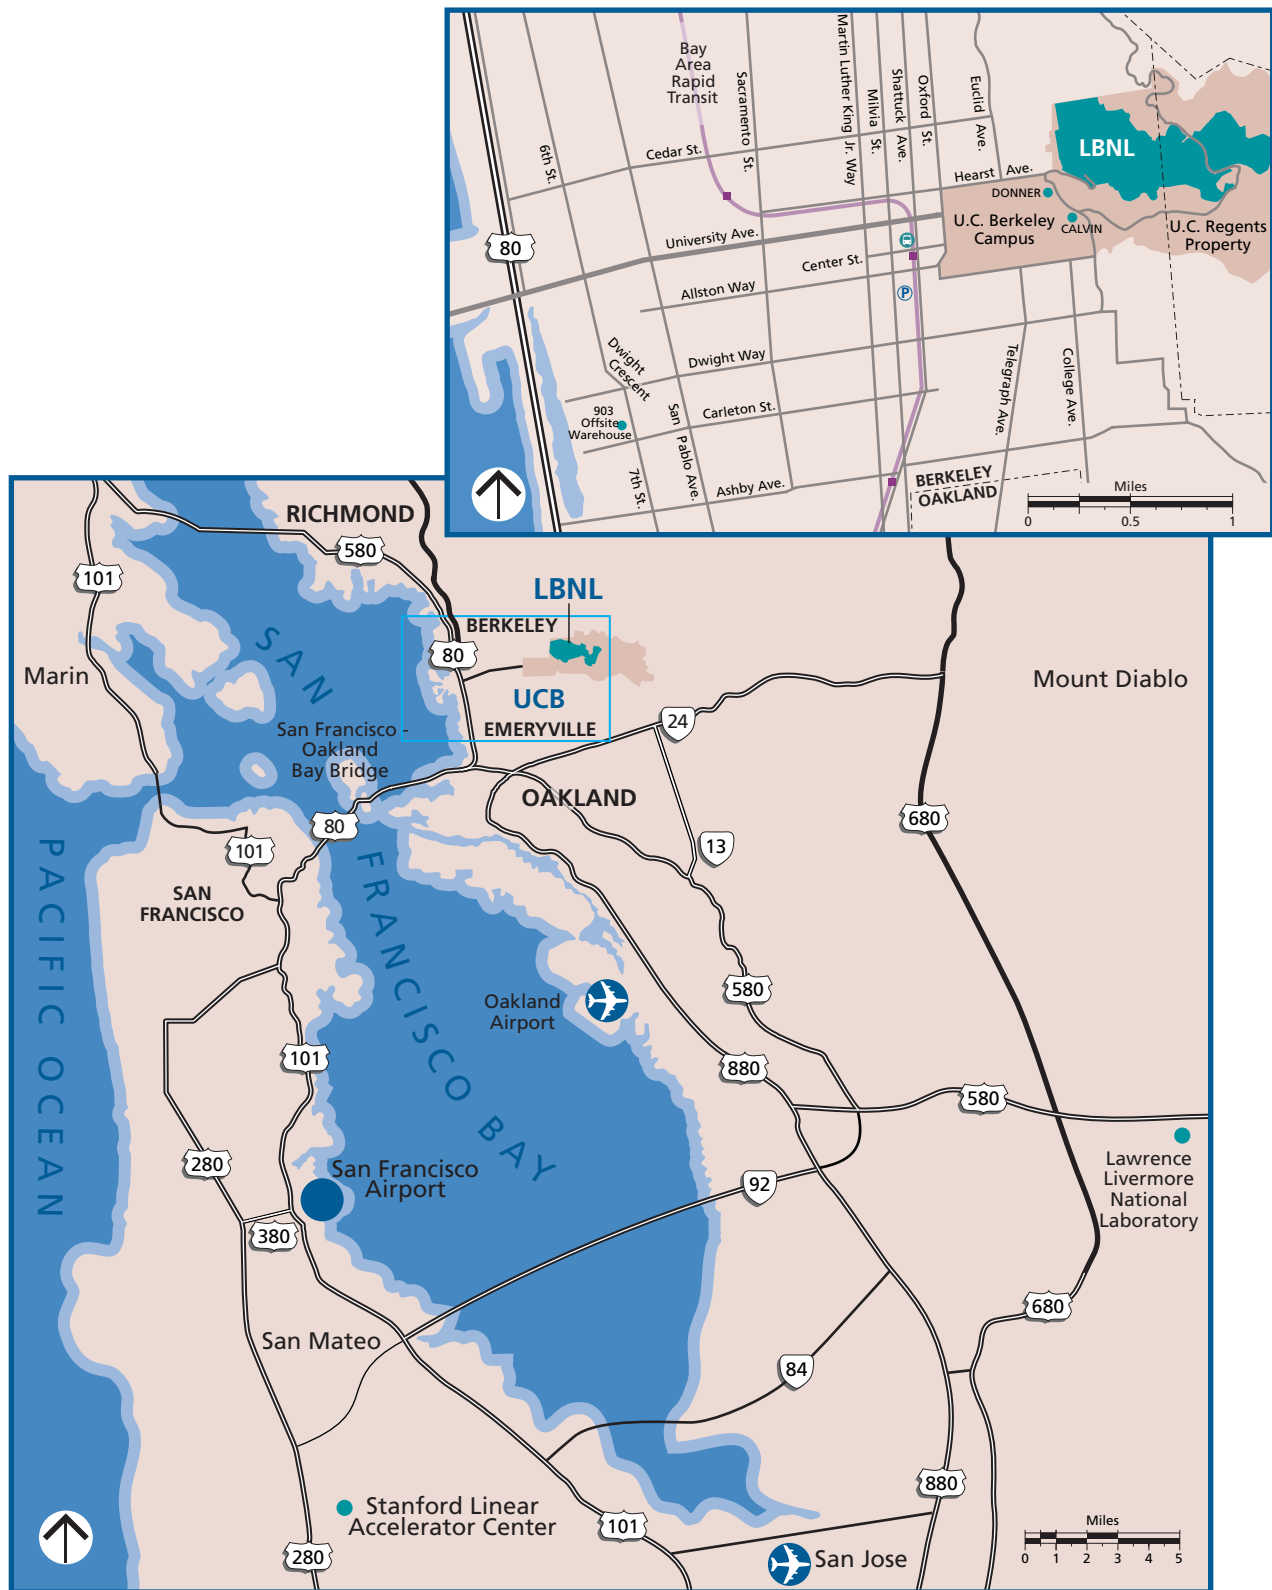 Bay
Area
Rapid
Transit
Sacramento St.
Martin Luther King Jr. Way
Milvia St.
Shattuck Ave.
Oxford St.
Euclid Ave.
6th St.
Cedar St.
Hearst Ave.
LBNL
DONNER
CALVIN
U.C. Berkeley
Campus
U.C. Regents
Property
80
University Ave.
Center St.
Allston Way
P
Dwight
Crescent
Dwight Way
Telegraph Ave.
College Ave.
903
Offsite
Warehouse
San Pablo Ave.
Carleton St.
7th St.
Ashby Ave.
BERKELEY
OAKLAND
Miles
0 0.5 1
RICHMOND
580
101
LBNL
BERKELEY
80
Marin
UCB
EMERYVILLE
24
Mount Diablo
SAN FRANCISCO BAY
San Francisco -
Oakland
Bay Bridge
OAKLAND
80
680
13
101
PACIFIC OCEAN
SAN
FRANCISCO
580
Oakland
Airport
101
880
580
280
San Francisco
Airport
92
Lawrence
Livermore
National
Laboratory
380
680
San Mateo
84
880
Stanford Linear
Accelerator Center
101
280
San Jose
Miles
0 1 2 3 4 5